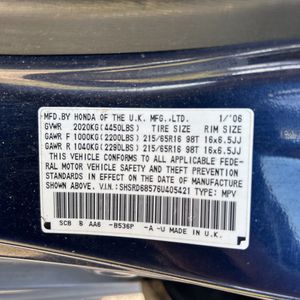 MFD.BY HONDA OF THE U.K. MFG.,LTD. 1/'06
GVWR 2020KG(4450LBS) TIRE SIZE RIM SIZE
GAWR F 1000KG(2200LBS) 215/65R16 98T 16x6.5JJ
GAWR R 1040KG(2290LBS) 215/65R16 98T 16x6.5JJ
THIS VEHICLE CONFORMS TO ALL APPLICABLE FEDE-
RAL MOTOR VEHICLE SAFETY AND BUMPER
STANDARDS IN EFFECT ON THE DATE OF MANUFACTURE
SHOWN ABOVE. V.I.N: SHSRD68576U405421 TYPE: MPV
SCB B AA6 -B536P -A -U MADE IN U.K.